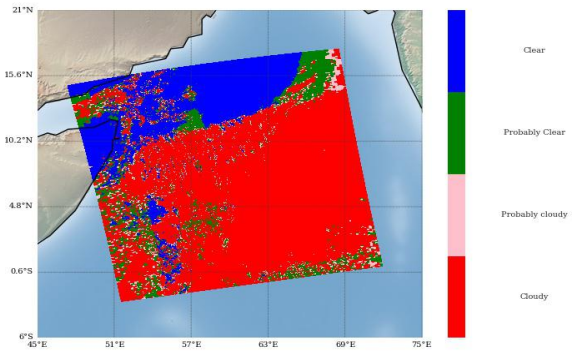 21°N
15.6°N
10.2°N
4.8°N
0.6°S
6°S
45°E
51°E
57°E
63°E
69°E
75°E
Clear
Probably Clear
Probably cloudy
Cloudy